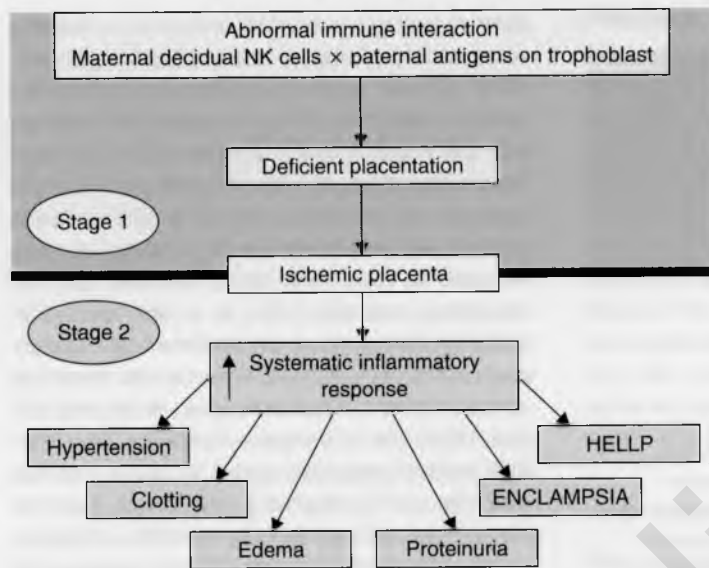 Abnormal immune interaction
Maternal decidual NK cells × paternal antigens on trophoblast
Deficient placentation
Stage 1
Ischemic placenta
Stage 2
↑ Systematic inflammatory
response
Hypertension
HELLP
Clotting
ENCLAMPSIA
Edema
Proteinuria